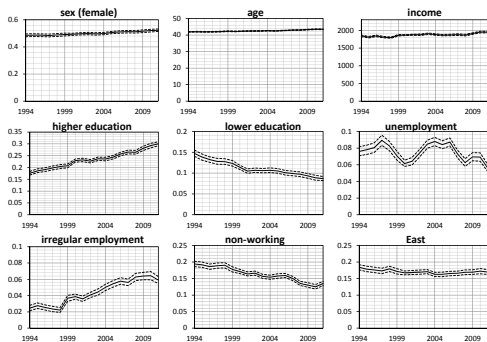 sex (female) age income
0.6 50 2000
0.4 40 1500
0.2 30 1000
20 500
10
0 0 0
1994 1999 2004 2009 1994 1999 2004 2009 1994 1999 2004 2009
higher education lower education unemployment
0.35 0.2 0.1
0.3 0.15 0.08
0.25 0.1 0.06
0.2 0.05 0.04
0.15 0.02
0.1
0.05
0 0 0
1994 1999 2004 2009 1994 1999 2004 2009 1994 1999 2004 2009
irregular employment non-working East
0.1 0.25 0.25
0.08 0.2 0.2
0.06 0.15 0.15
0.04 0.1 0.1
0.02 0.05 0.05
0 0 0
1994 1999 2004 2009 1994 1999 2004 2009 1994 1999 2004 2009